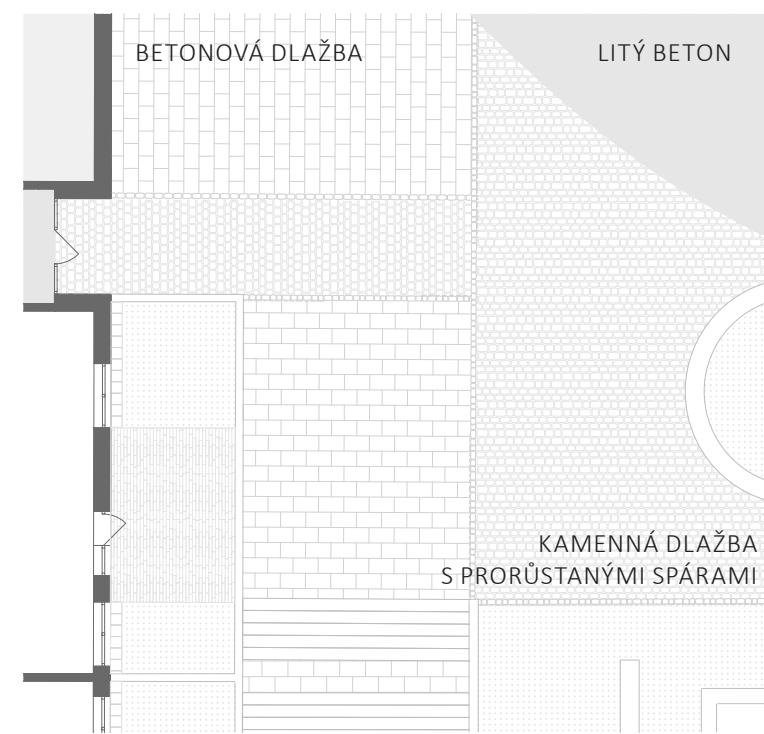 BETONOVÁ DLAŽBA
LITÝ BETON
KAMENNÁ DLAŽBA
S PRORŮSTANÝMI SPÁRAMI